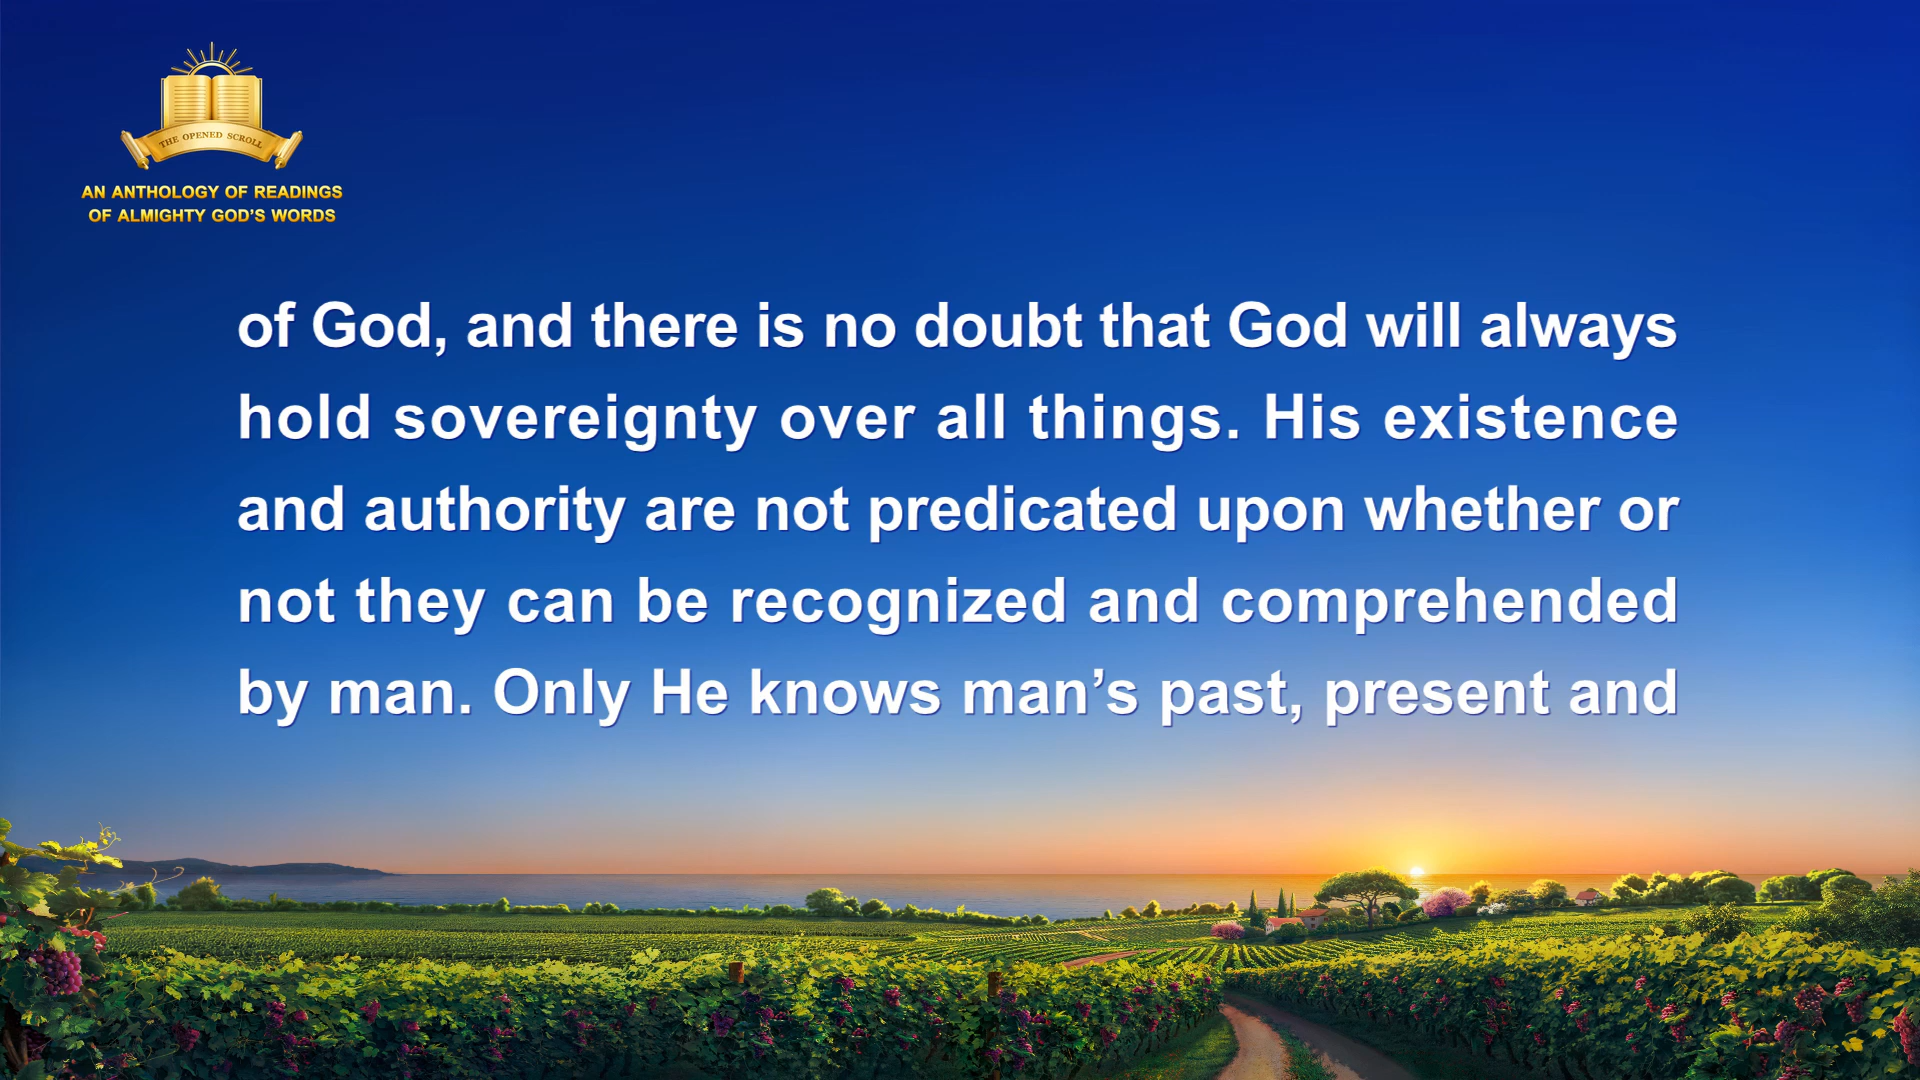 THE OPENED SCROLL
AN ANTHOLOGY OF READINGS
OF ALMIGHTY GOD’S WORDS
of God, and there is no doubt that God will always
hold sovereignty over all things. His existence
and authority are not predicated upon whether or
not they can be recognized and comprehended
by man. Only He knows man’s past, present and